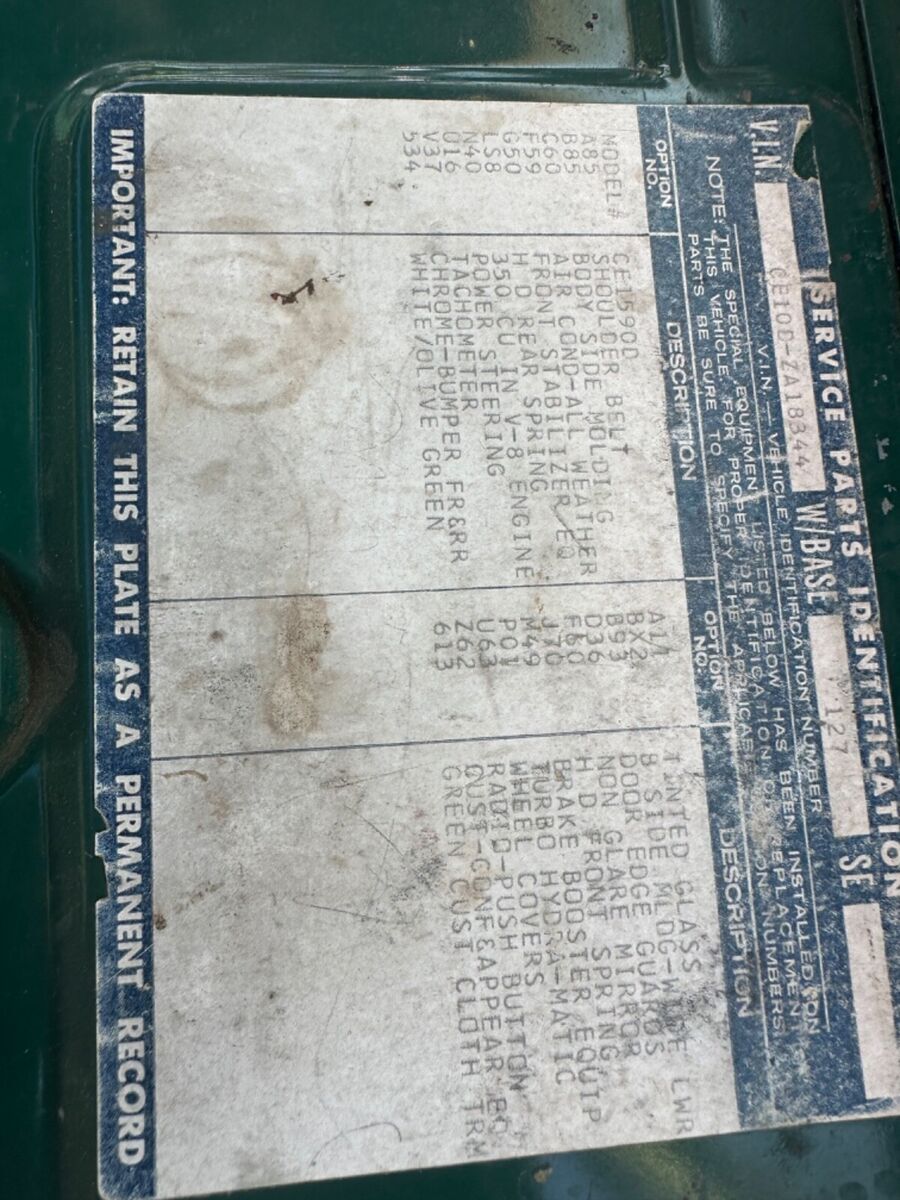 SERVICE PARTS IDENTIFICATION
V.I.N. CE10D-ZA18344 W/BASE 127 SE
V.I.N. — VEHICLE IDENTIFICATION NUMBER
NOTE: THE SPECIAL EQUIPMENT LISTED BELOW HAS BEEN INSTALLED ON
THIS VEHICLE. FOR PROPER IDENTIFICATION OF REPLACEMENT
PARTS BE SURE TO SPECIFY THE APPLICABLE OPTION NUMBERS
OPTION NO. DESCRIPTION OPTION NO. DESCRIPTION
MODEL# CE1590D A11 TINTED GLASS
A85 SHOULDER BELT BX2 B SIDE MLDG-WIDE LWR
B85 BODY SIDE MOLDING B93 DOOR EDGE GUARDS
C60 AIR COND-ALL WEATHER D36 NON GLARE MIRROR
F59 FRONT STABILIZER EQ F60 H D FRONT SPRING
G50 H D REAR SPRING J70 BRAKE BOOSTER EQUIP
LS8 350 CU IN V-8 ENGINE M49 TURBO HYDRA-MATIC
N40 POWER STEERING P01 WHEEL COVERS
U16 TACHOMETER U63 RADIO-PUSH BUTTON
V37 CHROME-BUMPER FR&RR Z62 CUST-CONF&APPEAR EQ
534 WHITE/OLIVE GREEN 613 GREEN CUST CLOTH TRM
IMPORTANT: RETAIN THIS PLATE AS A PERMANENT RECORD